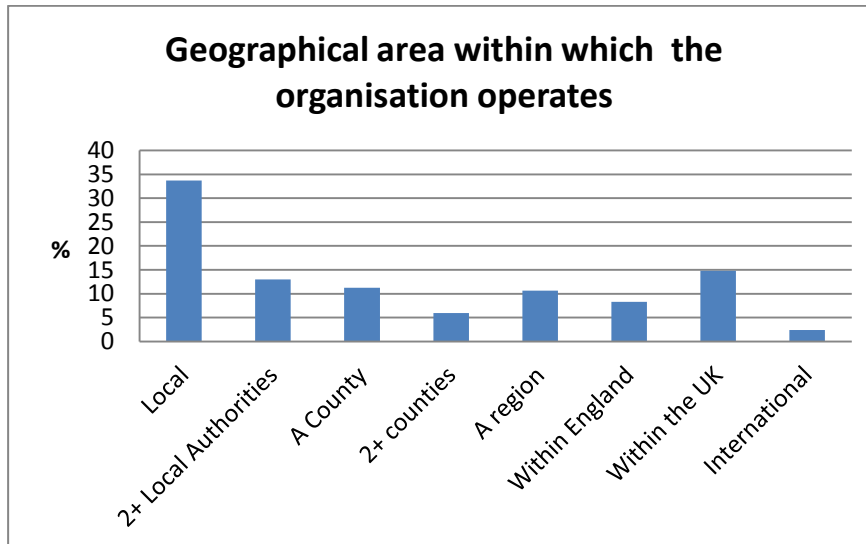 Geographical area within which the
organisation operates
40
35
30
25
20
15
10
5
0
%
Local
2+ Local Authorities
A County
2+ counties
A region
Within England
Within the UK
International